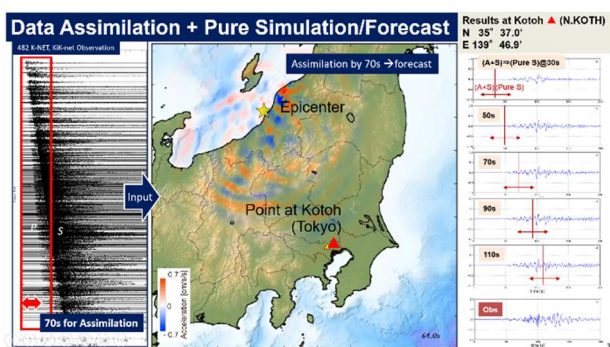 Data Assimilation + Pure Simulation/Forecast
482 K-NET, KiK-net Observation
P
S
70s for Assimilation
Input
Assimilation by 70s →forecast
Epicenter
Point at Kotoh
(Tokyo)
0.7
0
- 0.7
Acceleration [cm/s/s]
64.0s
Results at Kotoh ▲ (N.KOTH)
N 35° 37.0'
E 139° 46.9'
(A+S)⇒(Pure S)@30s
(A+S) (Pure S)
50s
70s
90s
110s
Obs